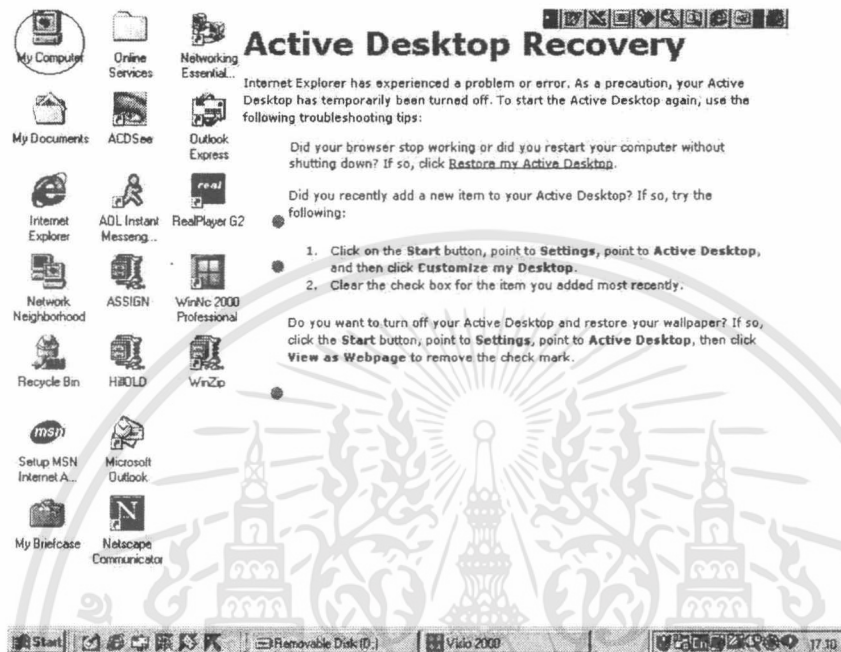 My Computer
Online
Services
Networking
Essential...
My Documents
ACDSee
Outlook
Express
Internet
Explorer
AOL Instant
Messeng...
RealPlayer G2
real
Network
Neighborhood
ASSIGN
WinNc 2000
Professional
Recycle Bin
WinZip
msn
Setup MSN
Internet A...
Microsoft
Outlook
My Briefcase
N
Netscape
Communicator
Active Desktop Recovery
Internet Explorer has experienced a problem or error. As a precaution, your Active
Desktop has temporarily been turned off. To start the Active Desktop again, use the
following troubleshooting tips:
Did your browser stop working or did you restart your computer without
shutting down? If so, click Restore my Active Desktop.
Did you recently add a new item to your Active Desktop? If so, try the
following:
1. Click on the Start button, point to Settings, point to Active Desktop,
and then click Customize my Desktop.
2. Clear the check box for the item you added most recently.
Do you want to turn off your Active Desktop and restore your wallpaper? If so,
click the Start button, point to Settings, point to Active Desktop, then click
View as Webpage to remove the check mark.
Start
Removable Disk (D:)
Visio 2000
17:10